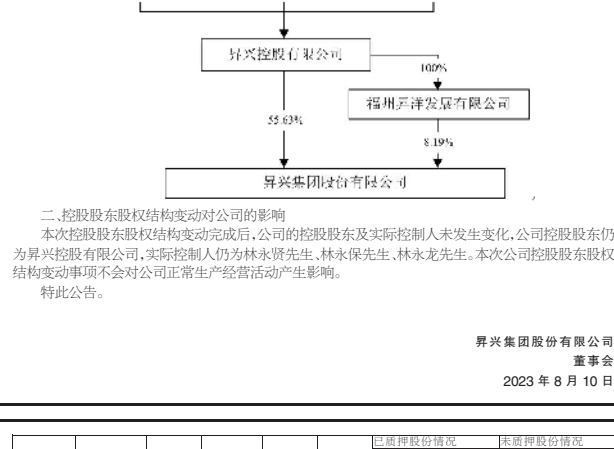 昇兴控股有限公司
100%
福州昇洋发展有限公司
55.63%
8.19%
昇兴集团股份有限公司
二、控股股东股权结构变动对公司的影响
本次控股股东股权结构变动完成后,公司的控股股东及实际控制人未发生变化,公司控股股东仍
为昇兴控股有限公司,实际控制人仍为林永贤先生、林永保先生、林永龙先生。本次公司控股股东股权
结构变动事项不会对公司正常生产经营活动产生影响。
特此公告。
昇兴集团股份有限公司
董事会
2023 年 8 月 10 日
已质押股份情况
未质押股份情况